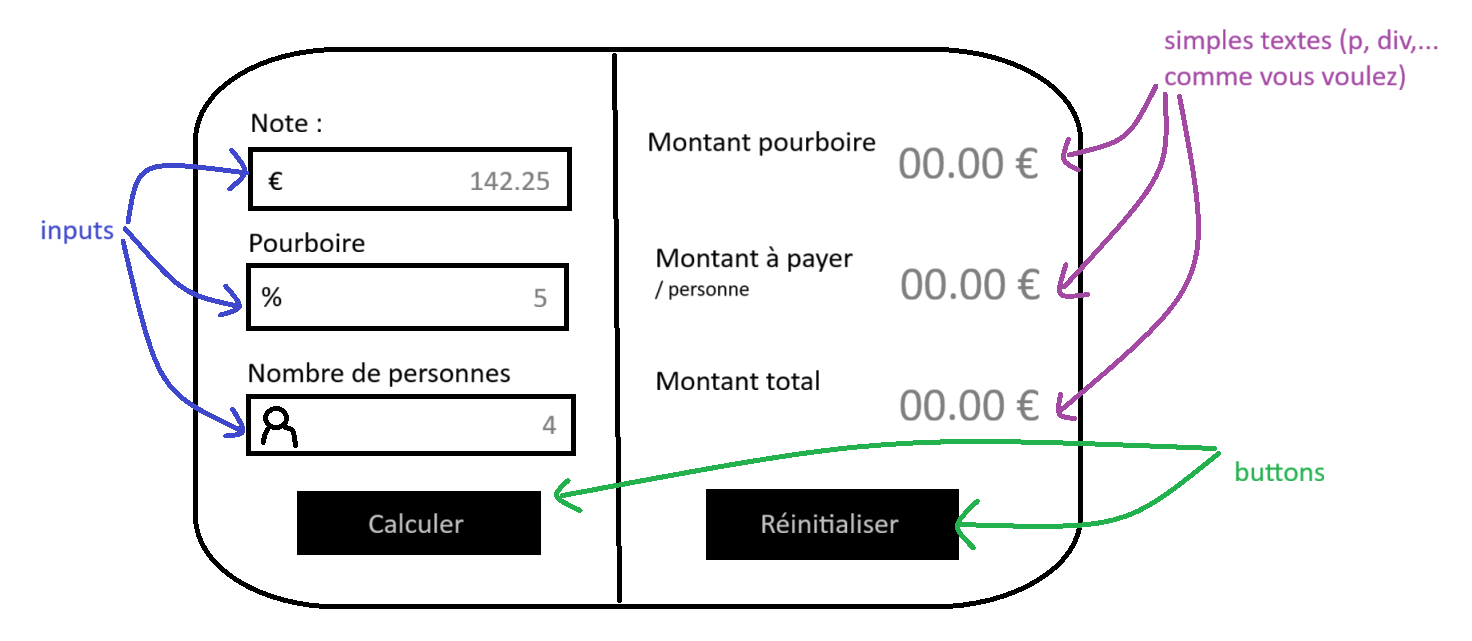 simples textes (p, div,...
comme vous voulez)
Note :
€ 142.25
inputs
Pourboire
% 5
Nombre de personnes
4
Calculer
Montant pourboire 00.00 €
Montant à payer
/ personne 00.00 €
Montant total 00.00 €
Réinitialiser
buttons